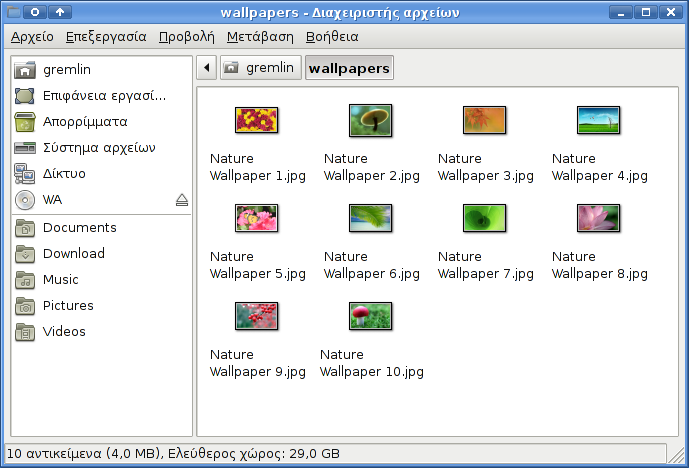 wallpapers - Διαχειριστής αρχείων
Αρχείο Επεξεργασία Προβολή Μετάβαση Βοήθεια
gremlin
Επιφάνεια εργασί...
Απορρίμματα
Σύστημα αρχείων
Δίκτυο
WA
Documents
Download
Music
Pictures
Videos
gremlin wallpapers
Nature
Wallpaper 1.jpg
Nature
Wallpaper 2.jpg
Nature
Wallpaper 3.jpg
Nature
Wallpaper 4.jpg
Nature
Wallpaper 5.jpg
Nature
Wallpaper 6.jpg
Nature
Wallpaper 7.jpg
Nature
Wallpaper 8.jpg
Nature
Wallpaper 9.jpg
Nature
Wallpaper 10.jpg
10 αντικείμενα (4,0 MB), Ελεύθερος χώρος: 29,0 GB